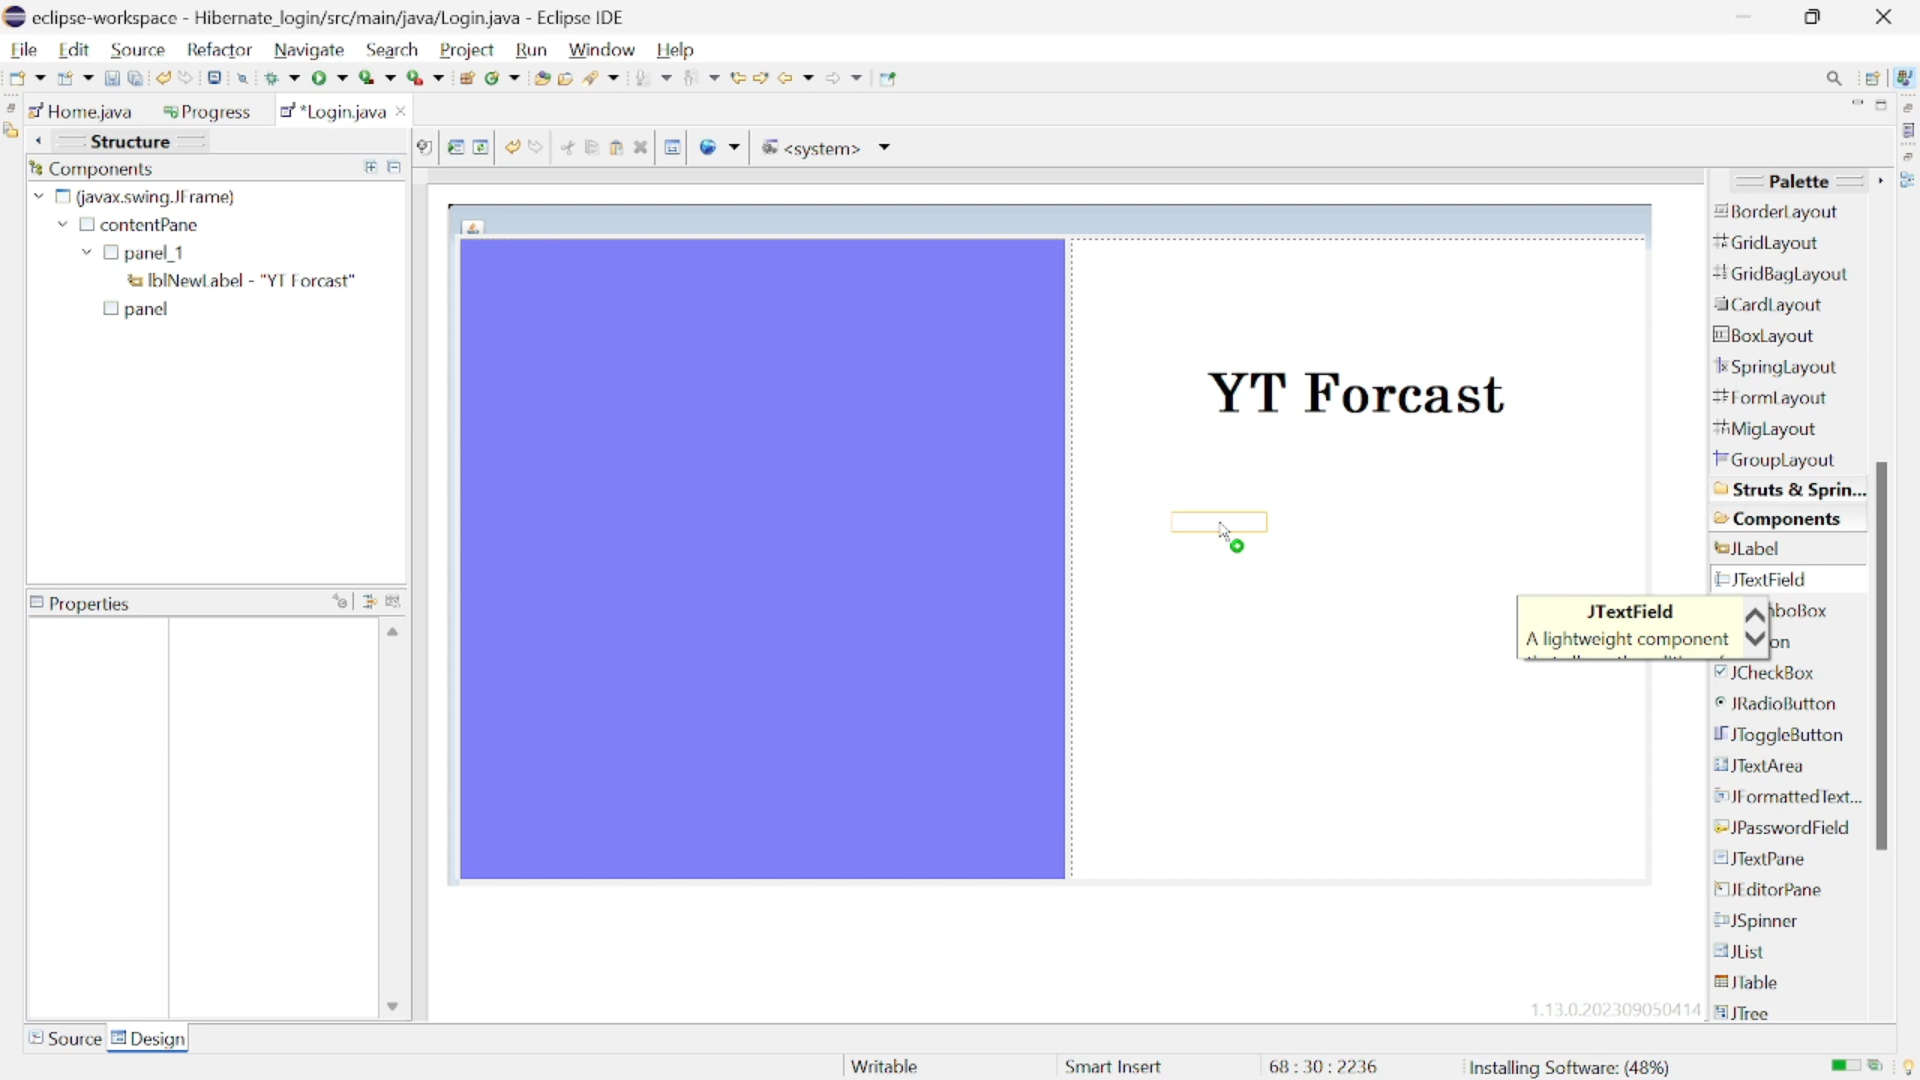 eclipse-workspace - Hibernate_login/src/main/java/Login.java - Eclipse IDE
File Edit Source Refactor Navigate Search Project Run Window Help
Home.java Progress *Login.java
Structure
<system>
Components
(javax.swing.JFrame)
contentPane
panel_1
lblNewLabel - "YT Forcast"
panel
Properties
YT Forcast
Palette
BorderLayout
GridLayout
GridBagLayout
CardLayout
BoxLayout
SpringLayout
FormLayout
MigLayout
GroupLayout
Struts & Sprin...
Components
JLabel
JTextField
JTextField
A lightweight component
JCheckBox
JRadioButton
JToggleButton
JTextArea
JFormattedText...
JPasswordField
JTextPane
JEditorPane
JSpinner
JList
JTable
JTree
1.13.0.202309050414
Source Design
Writable Smart Insert 68 : 30 : 2236 Installing Software: (48%)